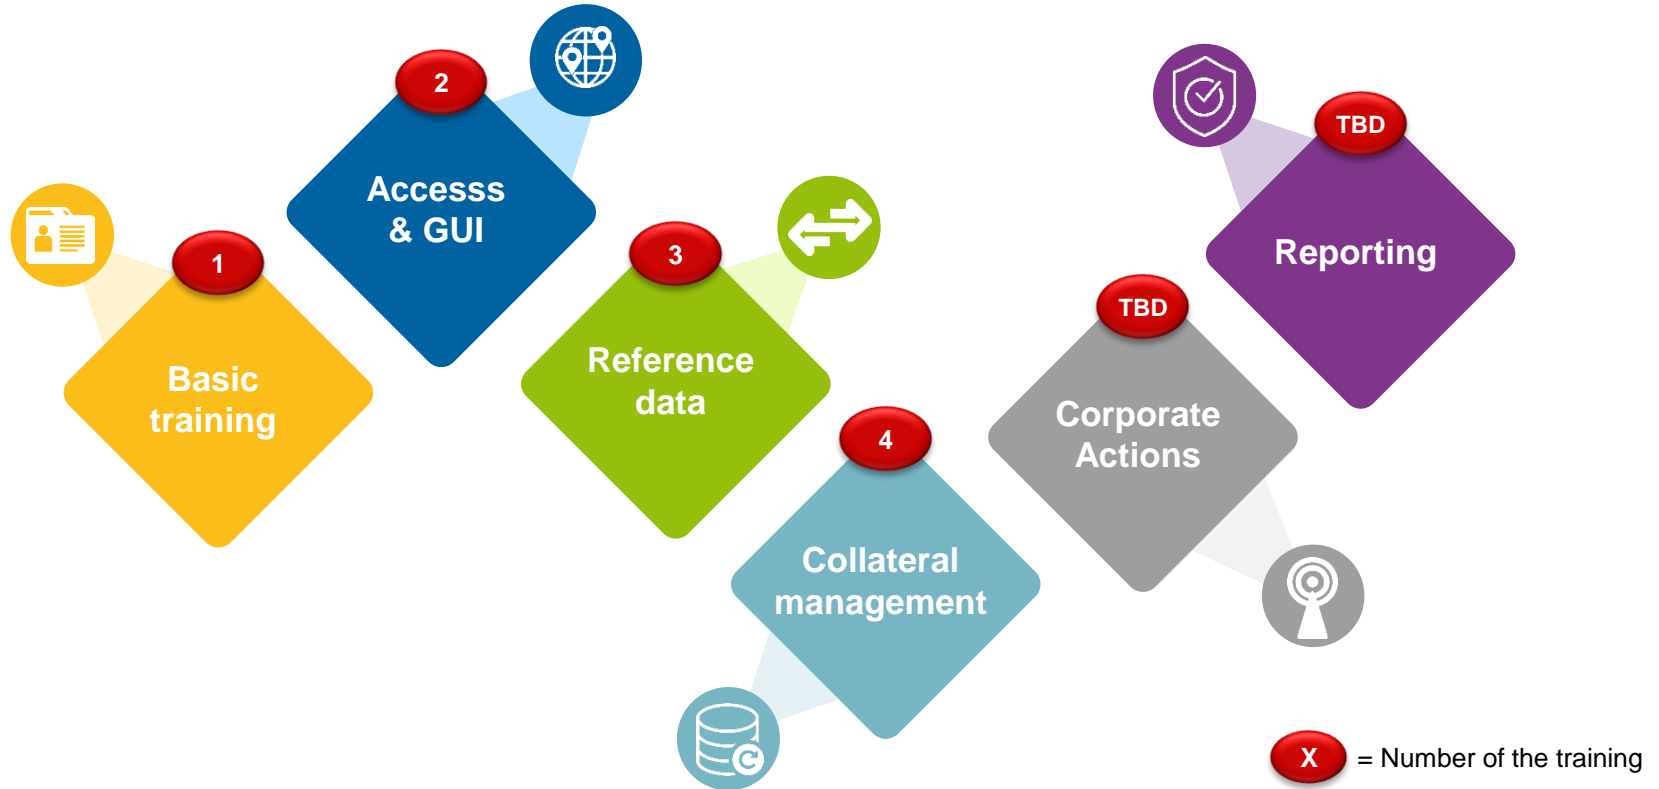 1
Basic
training
2
Accesss
& GUI
3
Reference
data
4
Collateral
management
TBD
Corporate
Actions
TBD
Reporting
X = Number of the training